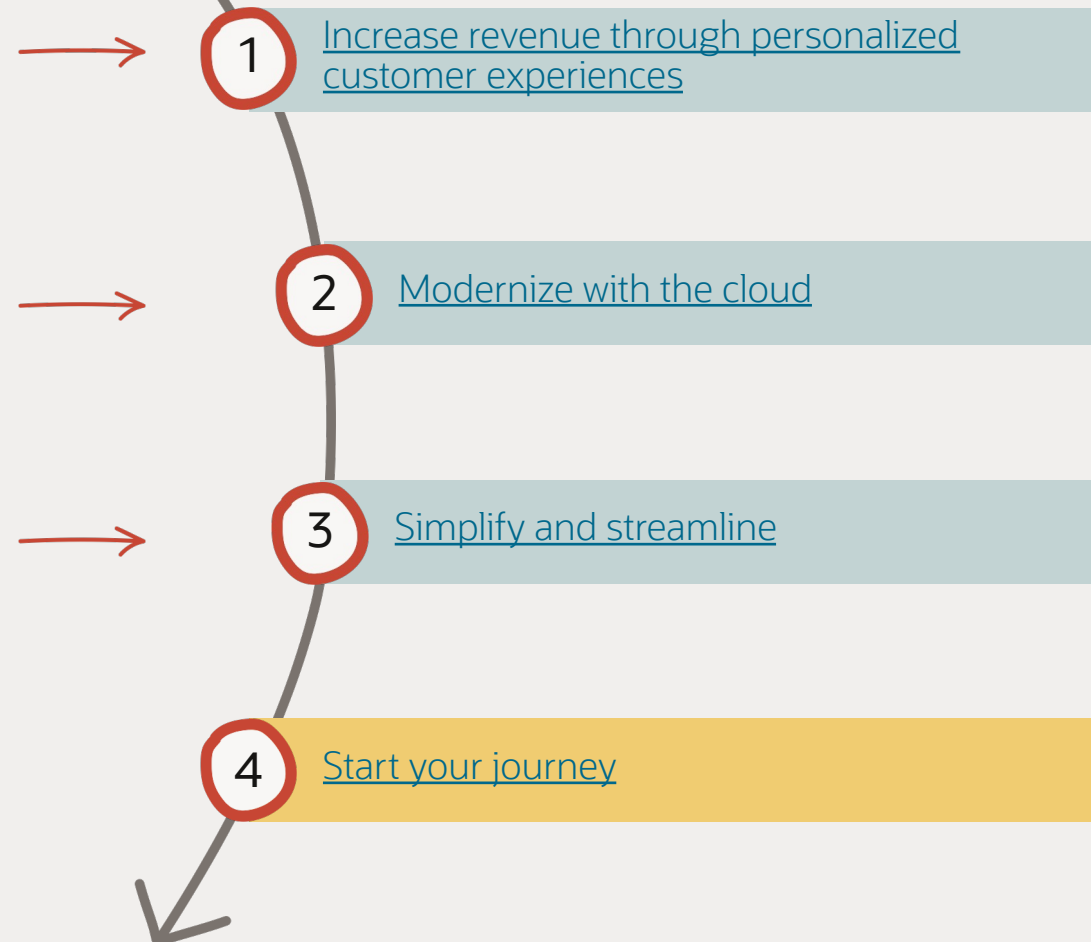 1
Increase revenue through personalized
customer experiences
2
Modernize with the cloud
3
Simplify and streamline
4
Start your journey